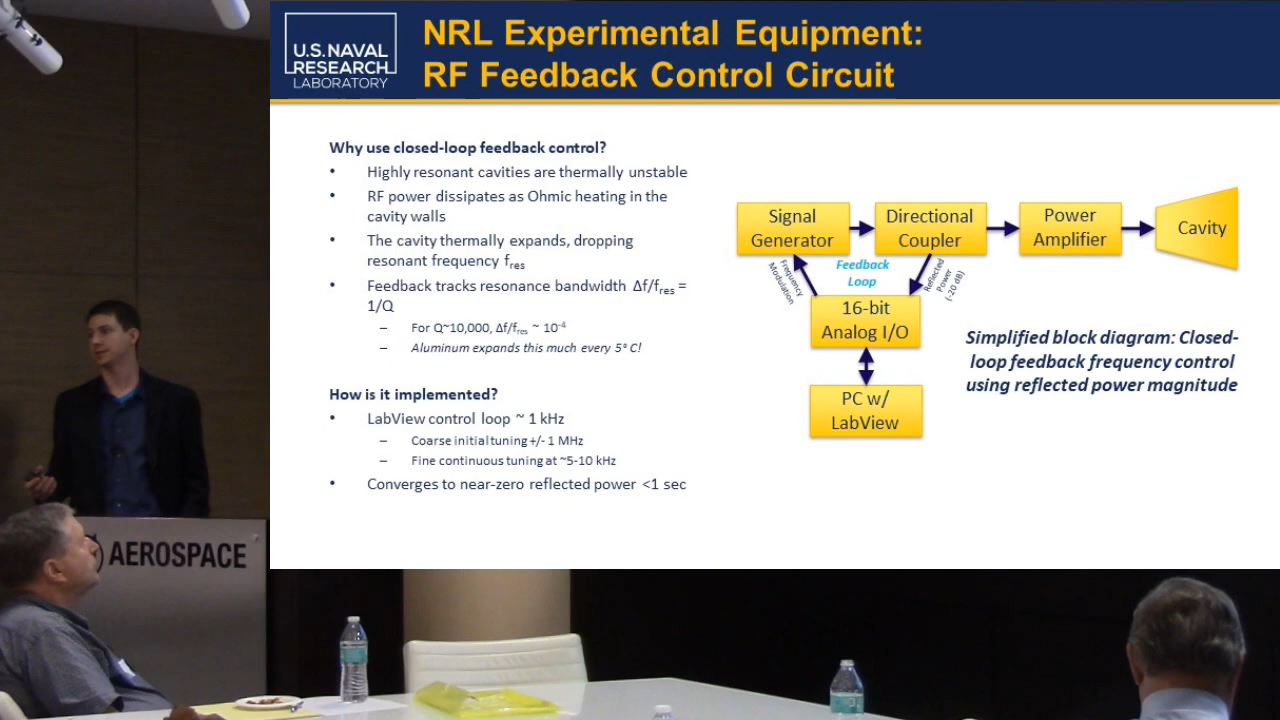 U.S. NAVAL
RESEARCH
LABORATORY
NRL Experimental Equipment:
RF Feedback Control Circuit
Why use closed-loop feedback control?
• Highly resonant cavities are thermally unstable
• RF power dissipates as Ohmic heating in the
cavity walls
• The cavity thermally expands, dropping
resonant frequency fres
• Feedback tracks resonance bandwidth Δf/fres =
1/Q
– For Q~10,000, Δf/fres ~ 10-4
– Aluminum expands this much every 5° C!
How is it implemented?
• LabView control loop ~ 1 kHz
– Coarse initial tuning +/- 1 MHz
– Fine continuous tuning at ~5-10 kHz
• Converges to near-zero reflected power <1 sec
Signal
Generator
Directional
Coupler
Power
Amplifier
Cavity
Feedback
Loop
Frequency
Modulation
Reflected
Power
(-20 dB)
16-bit
Analog I/O
PC w/
LabView
Simplified block diagram: Closed-
loop feedback frequency control
using reflected power magnitude
AEROSPACE